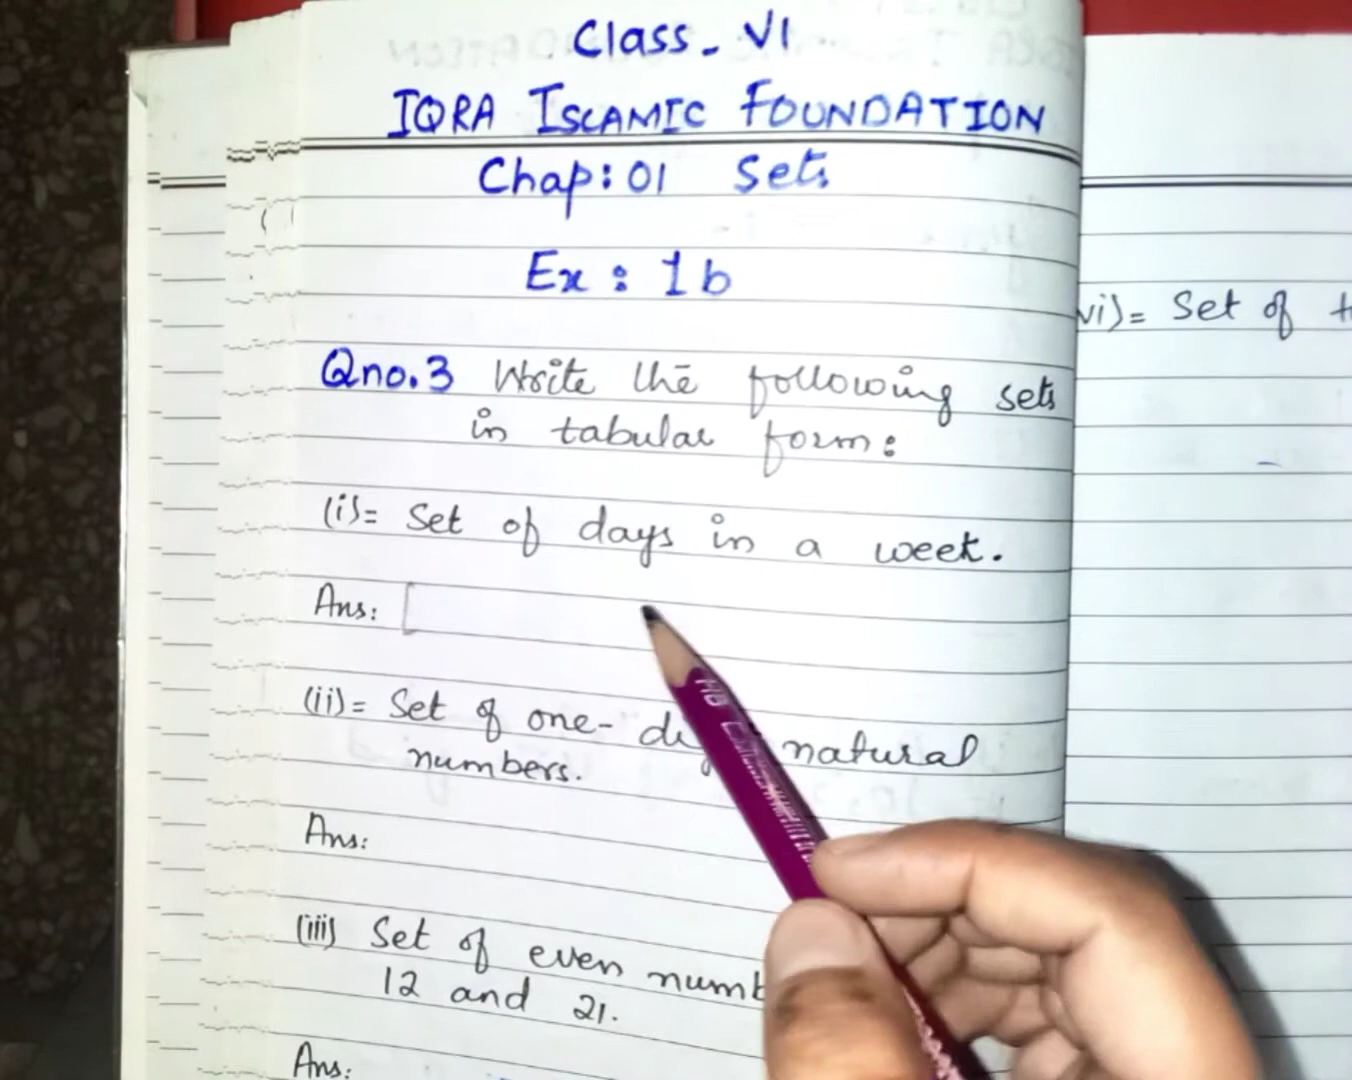 Class - VI
IQRA ISLAMIC FOUNDATION
Chap: 01 Sets
Ex : 1b
Qno.3 Write the following sets
in tabular form:
(i)= Set of days in a week.
Ans: [
(ii)= Set of one- natural
numbers.
Ans:
(iii) Set of even
12 and 21.
Ans:
vi)= Set of
HB